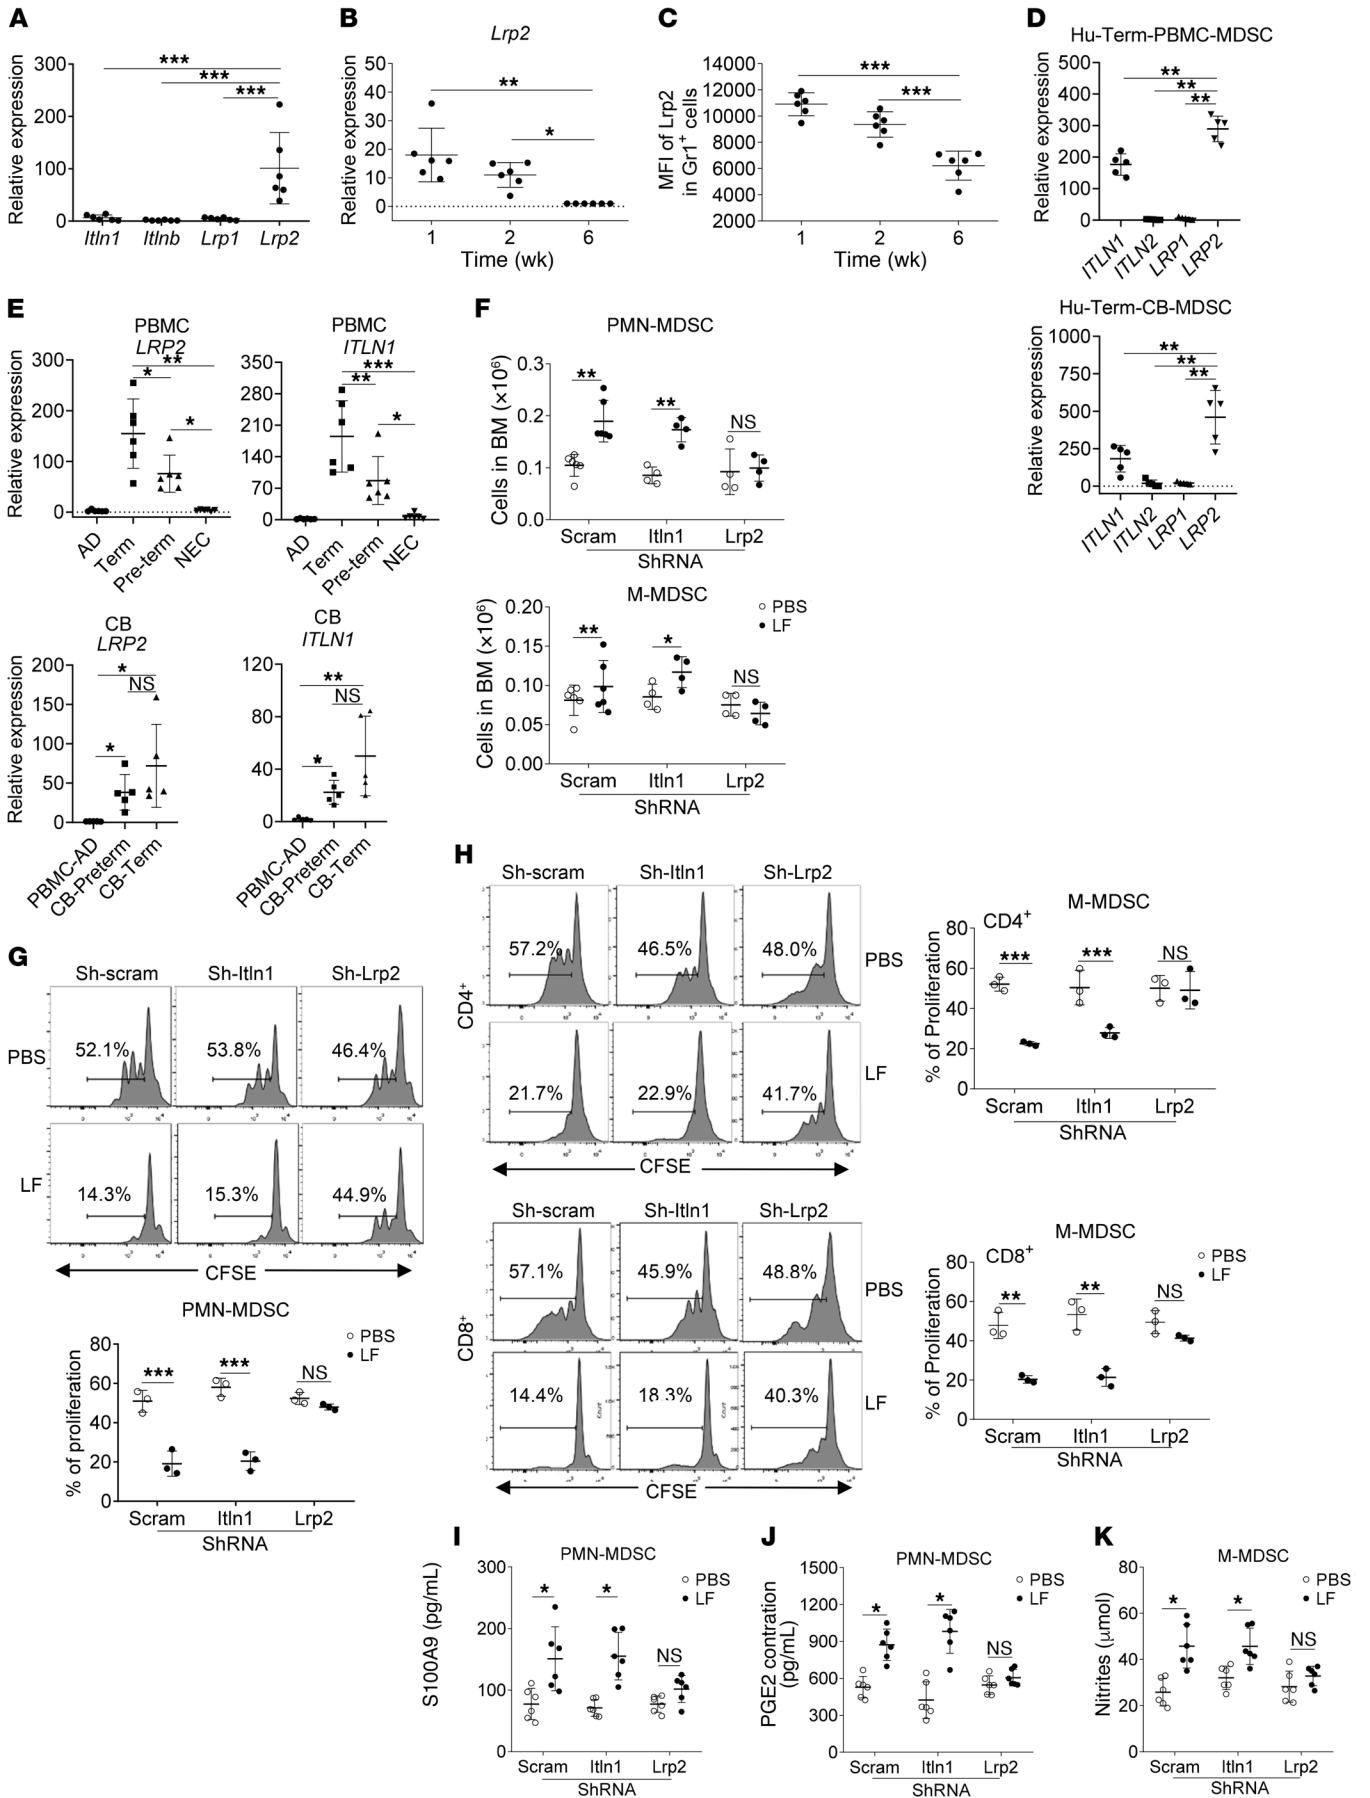 A
Relative expression
300
200
100
0
***
***
***
Itln1 Itlnb Lrp1 Lrp2
B
Lrp2
Relative expression
50
40
30
20
10
0
**
*
1 2 6
Time (wk)
C
MFI of Lrp2
in Gr1+ cells
14000
12000
10000
8000
6000
4000
2000
***
***
1 2 6
Time (wk)
D
Hu-Term-PBMC-MDSC
Relative expression
500
400
300
200
100
0
**
**
**
ITLN1 ITLN2 LRP1 LRP2
Hu-Term-CB-MDSC
Relative expression
1000
750
500
250
0
**
**
**
ITLN1 ITLN2 LRP1 LRP2
E
PBMC
LRP2
Relative expression
300
200
100
0
**
*
*
AD Term Pre-term NEC
PBMC
ITLN1
350
280
210
140
70
0
***
**
*
AD Term Pre-term NEC
CB
LRP2
Relative expression
200
150
100
50
0
*
NS
*
PBMC-AD CB-Preterm CB-Term
CB
ITLN1
120
80
40
0
**
NS
*
PBMC-AD CB-Preterm CB-Term
F
PMN-MDSC
Cells in BM (×10⁶)
0.3
0.2
0.1
0.0
** ** NS
Scram Itln1 Lrp2
ShRNA
M-MDSC
PBS
LF
Cells in BM (×10⁶)
0.20
0.15
0.10
0.05
0.00
** * NS
Scram Itln1 Lrp2
ShRNA
G
Sh-scram Sh-Itln1 Sh-Lrp2
PBS
52.1% 53.8% 46.4%
LF
14.3% 15.3% 44.9%
CFSE
PMN-MDSC
PBS
LF
% of proliferation
80
60
40
20
0
*** *** NS
Scram Itln1 Lrp2
ShRNA
H
Sh-scram Sh-Itln1 Sh-Lrp2
CD4+
57.2% 46.5% 48.0%
PBS
21.7% 22.9% 41.7%
LF
CFSE
M-MDSC
CD4+
% of Proliferation
80
60
40
20
0
*** *** NS
Scram Itln1 Lrp2
ShRNA
Sh-scram Sh-Itln1 Sh-Lrp2
CD8+
57.1% 45.9% 48.8%
PBS
14.4% 18.3% 40.3%
LF
CFSE
M-MDSC
CD8+
PBS
LF
% of Proliferation
80
60
40
20
0
** ** NS
Scram Itln1 Lrp2
ShRNA
I
PMN-MDSC
PBS
LF
S100A9 (pg/mL)
300
200
100
0
* * NS
Scram Itln1 Lrp2
ShRNA
J
PMN-MDSC
PBS
LF
PGE2 contration
(pg/mL)
1500
1200
900
600
300
0
* * NS
Scram Itln1 Lrp2
ShRNA
K
M-MDSC
PBS
LF
Nitrites (μmol)
80
60
40
20
0
* * NS
Scram Itln1 Lrp2
ShRNA